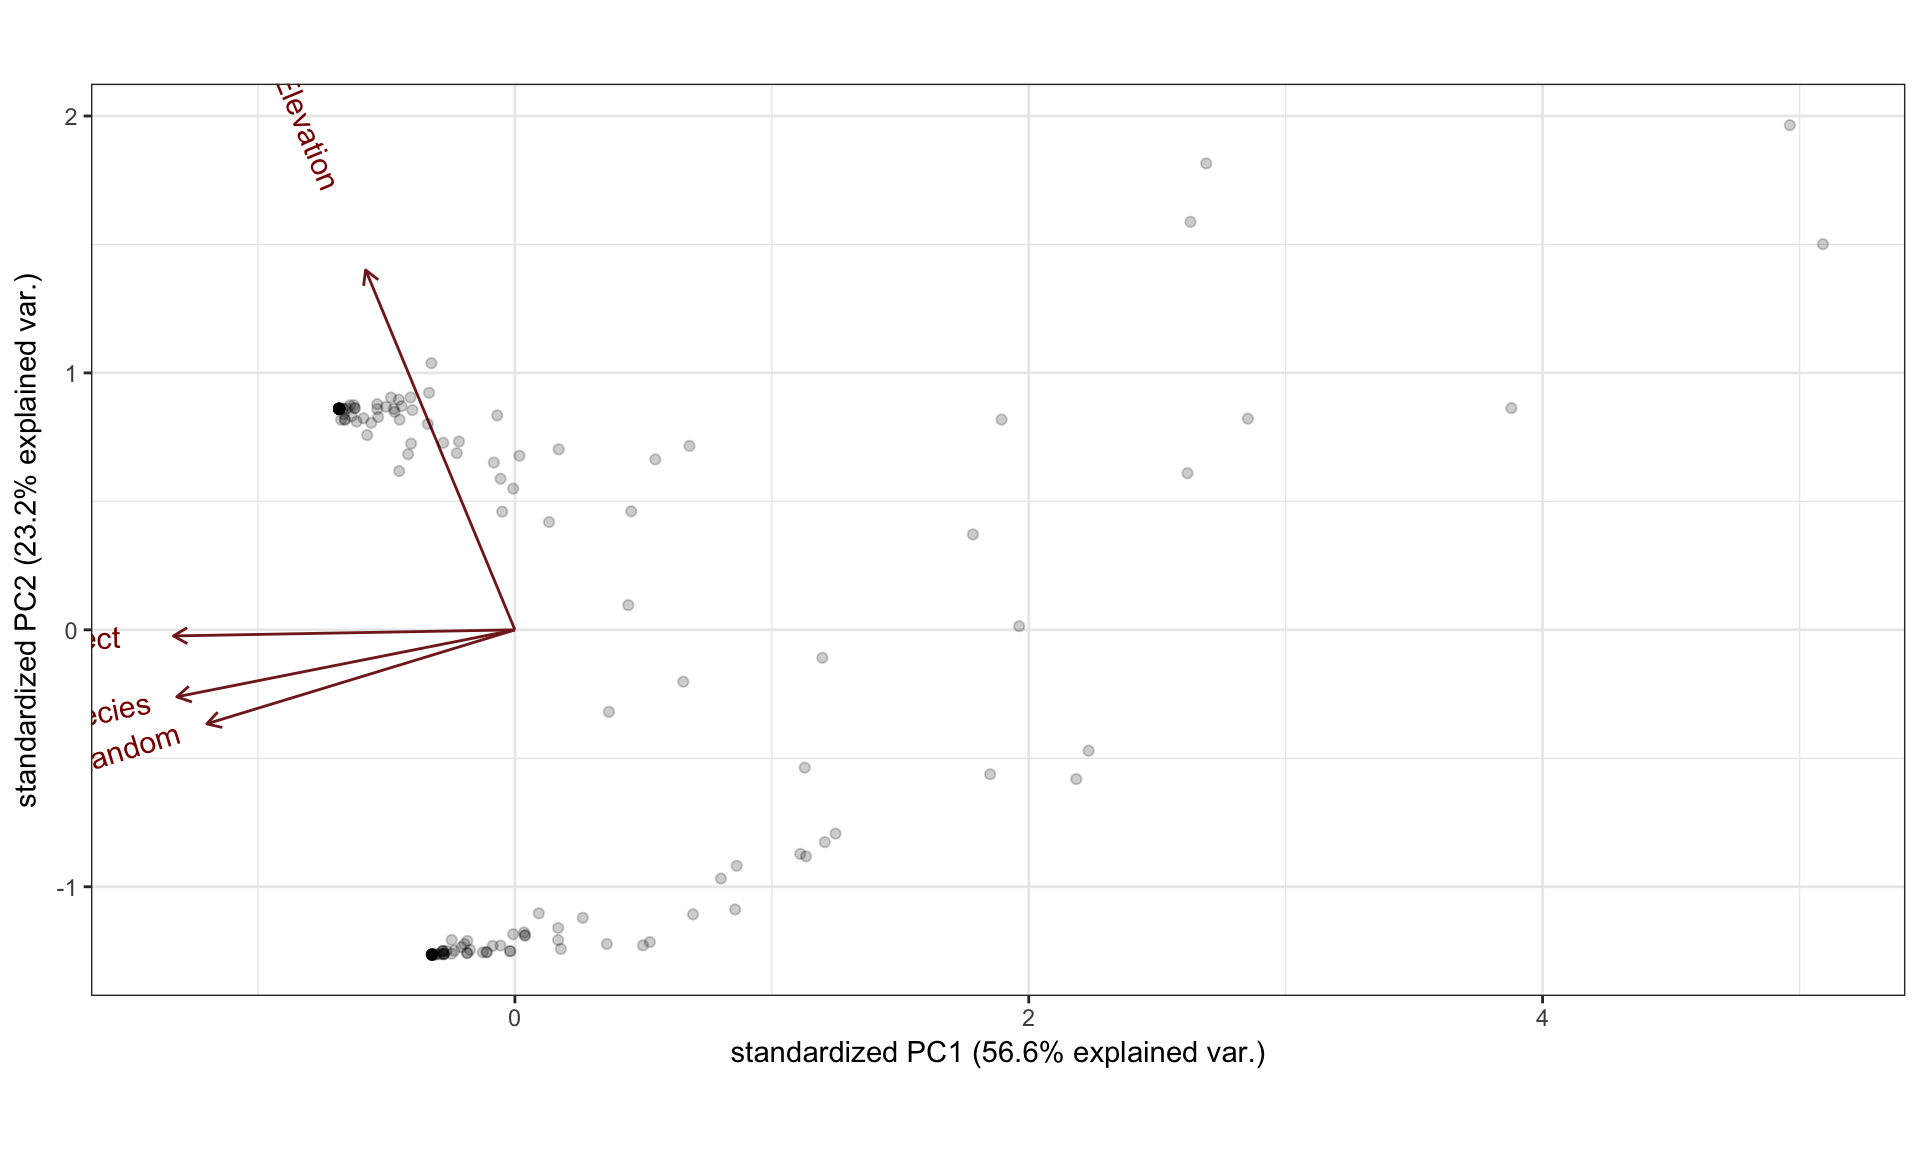 Elevation
2
1
0
-1
ect
ecies
andom
0
2
4
standardized PC1 (56.6% explained var.)
standardized PC2 (23.2% explained var.)